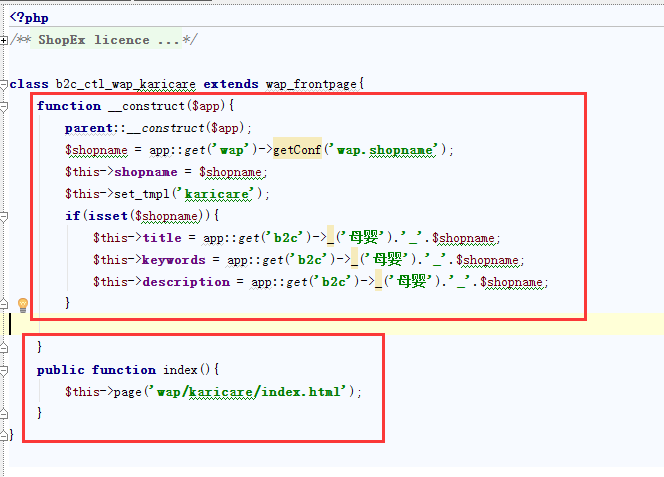 <?php
/** ShopEx licence ...*/
class b2c_ctl_wap_karicare extends wap_frontpage{
function __construct($app){
parent::__construct($app);
$shopname = app::get('wap')->getConf('wap.shopname');
$this->shopname = $shopname;
$this->set_tmpl('karicare');
if(isset($shopname)){
$this->title = app::get('b2c')->_('母婴').'_'.$shopname;
$this->keywords = app::get('b2c')->_('母婴').'_'.$shopname;
$this->description = app::get('b2c')->_('母婴').'_'.$shopname;
}
}
public function index(){
$this->page('wap/karicare/index.html');
}
}